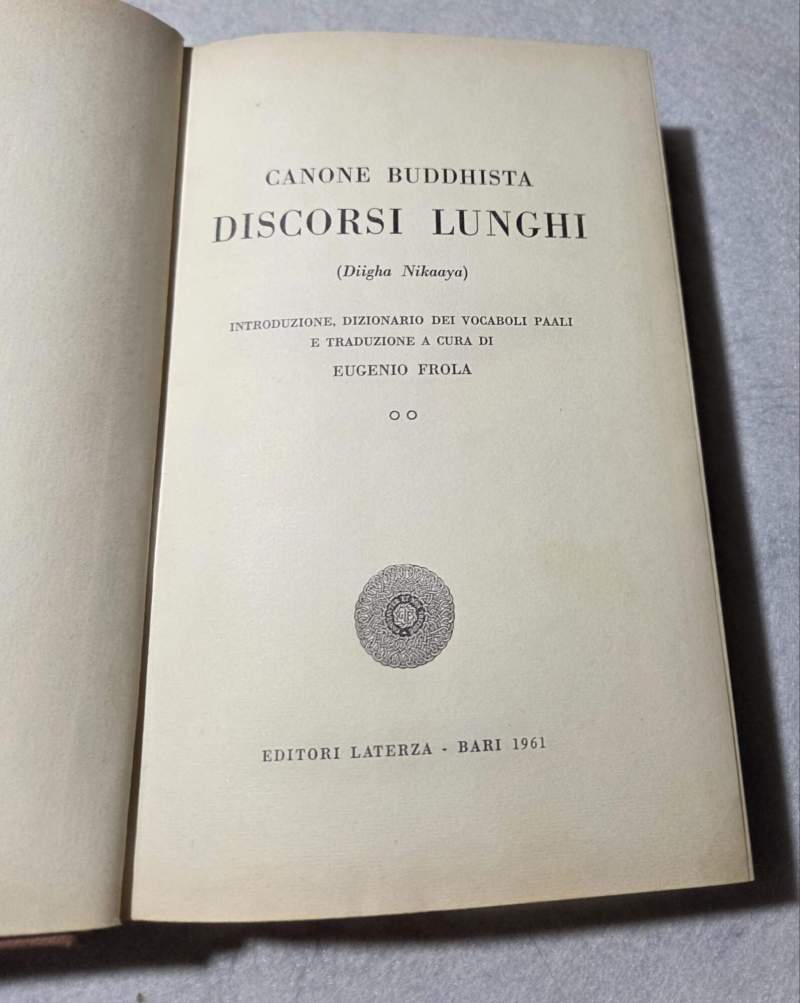 CANONE BUDDHISTA
DISCORSI LUNGHI
(Diigha Nikaaya)
INTRODUZIONE, DIZIONARIO DEI VOCABOLI PAALI
E TRADUZIONE A CURA DI
EUGENIO FROLA
EDITORI LATERZA - BARI 1961